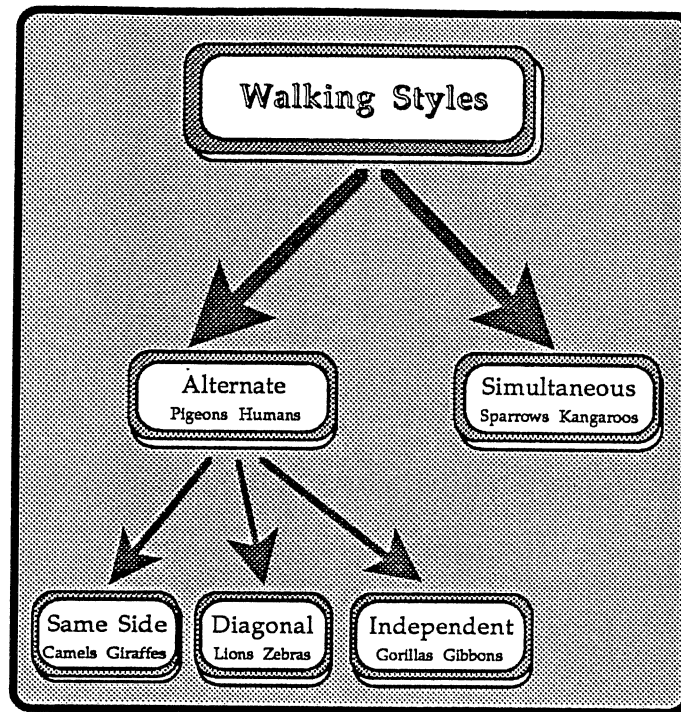 Walking Styles
Alternate
Pigeons Humans
Simultaneous
Sparrows Kangaroos
Same Side
Camels Giraffes
Diagonal
Lions Zebras
Independent
Gorillas Gibbons